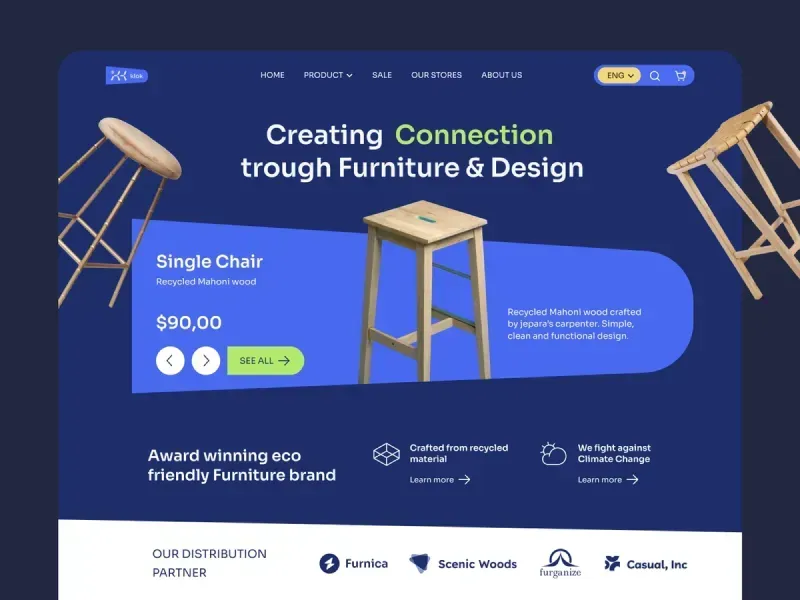 klok
HOME
PRODUCT
SALE
OUR STORES
ABOUT US
ENG
Creating Connection
trough Furniture & Design
Single Chair
Recycled Mahoni wood
$90,00
SEE ALL
Recycled Mahoni wood crafted
by jepara's carpenter. Simple,
clean and functional design.
Award winning eco
friendly Furniture brand
Crafted from recycled
material
Learn more
We fight against
Climate Change
Learn more
OUR DISTRIBUTION
PARTNER
Furnica
Scenic Woods
furganize
Casual, Inc